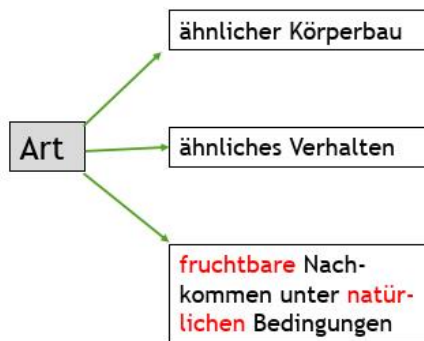 ähnlicher Körperbau
Art
ähnliches Verhalten
fruchtbare Nach-
kommen unter natür-
lichen Bedingungen